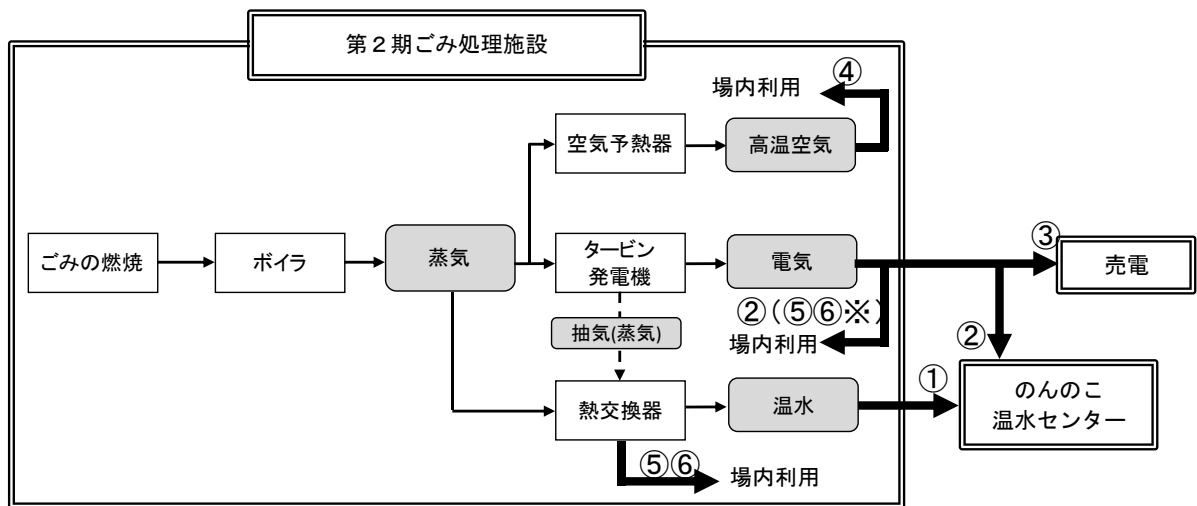 第２期ごみ処理施設
④
場内利用
空気予熱器
高温空気
ごみの燃焼
ボイラ
蒸気
タービン
発電機
電気
③
売電
②（⑤⑥※）
場内利用
抽気(蒸気)
②
①
のんのこ
温水センター
熱交換器
温水
⑤⑥
場内利用